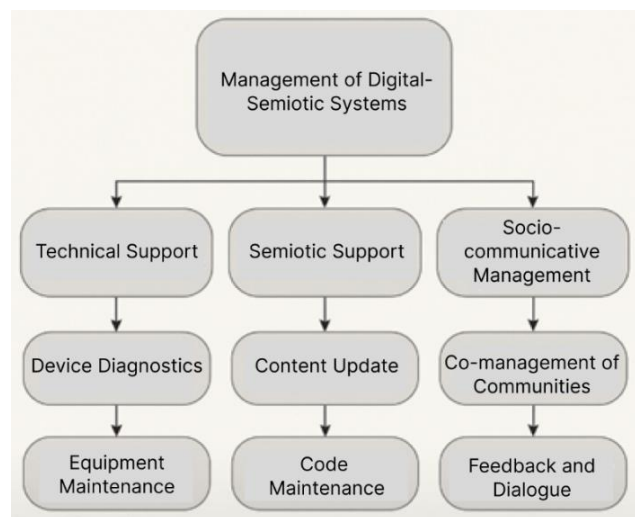 Management of Digital-
Semiotic Systems
Technical Support
Semiotic Support
Socio-
communicative
Management
Device Diagnostics
Content Update
Co-management of
Communities
Equipment
Maintenance
Code
Maintenance
Feedback and
Dialogue